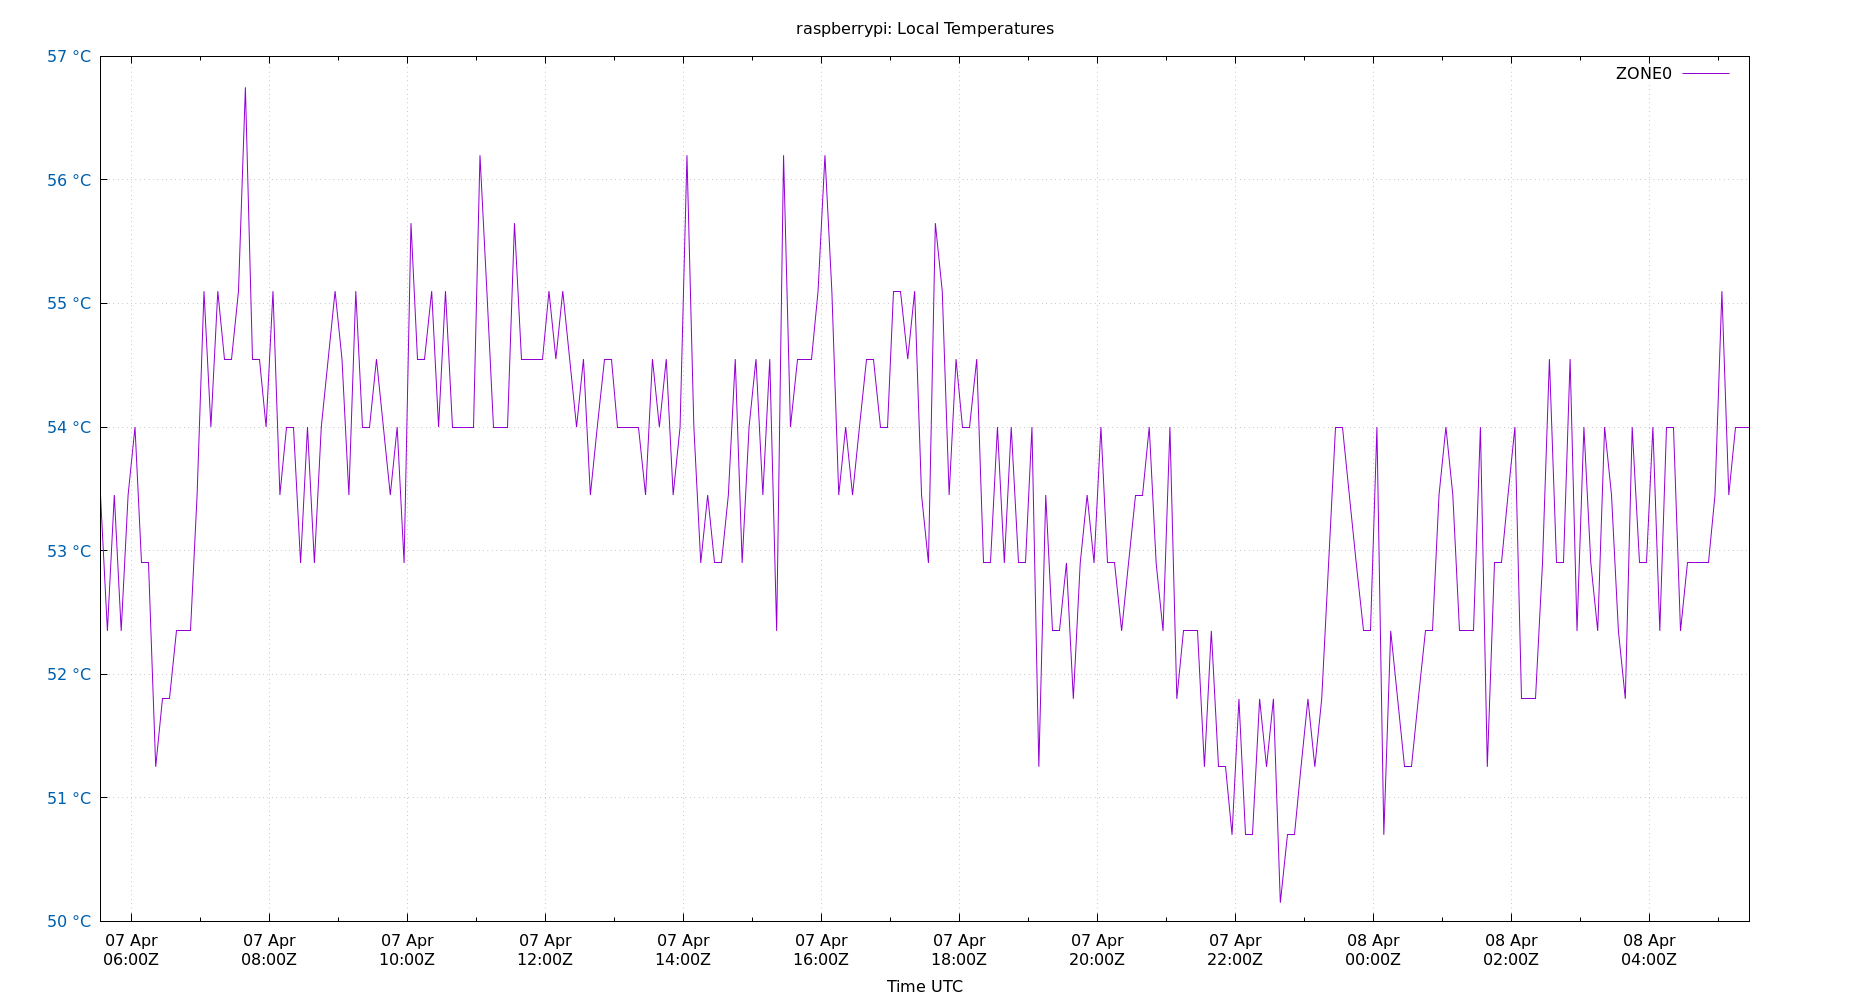 raspberrypi: Local Temperatures
57 °C
ZONE0
56 °C
55 °C
54 °C
53 °C
52 °C
51 °C
50 °C
07 Apr 07 Apr 07 Apr 07 Apr 07 Apr 07 Apr 07 Apr 07 Apr 07 Apr 08 Apr 08 Apr 08 Apr
06:00Z 08:00Z 10:00Z 12:00Z 14:00Z 16:00Z 18:00Z 20:00Z 22:00Z 00:00Z 02:00Z 04:00Z
Time UTC